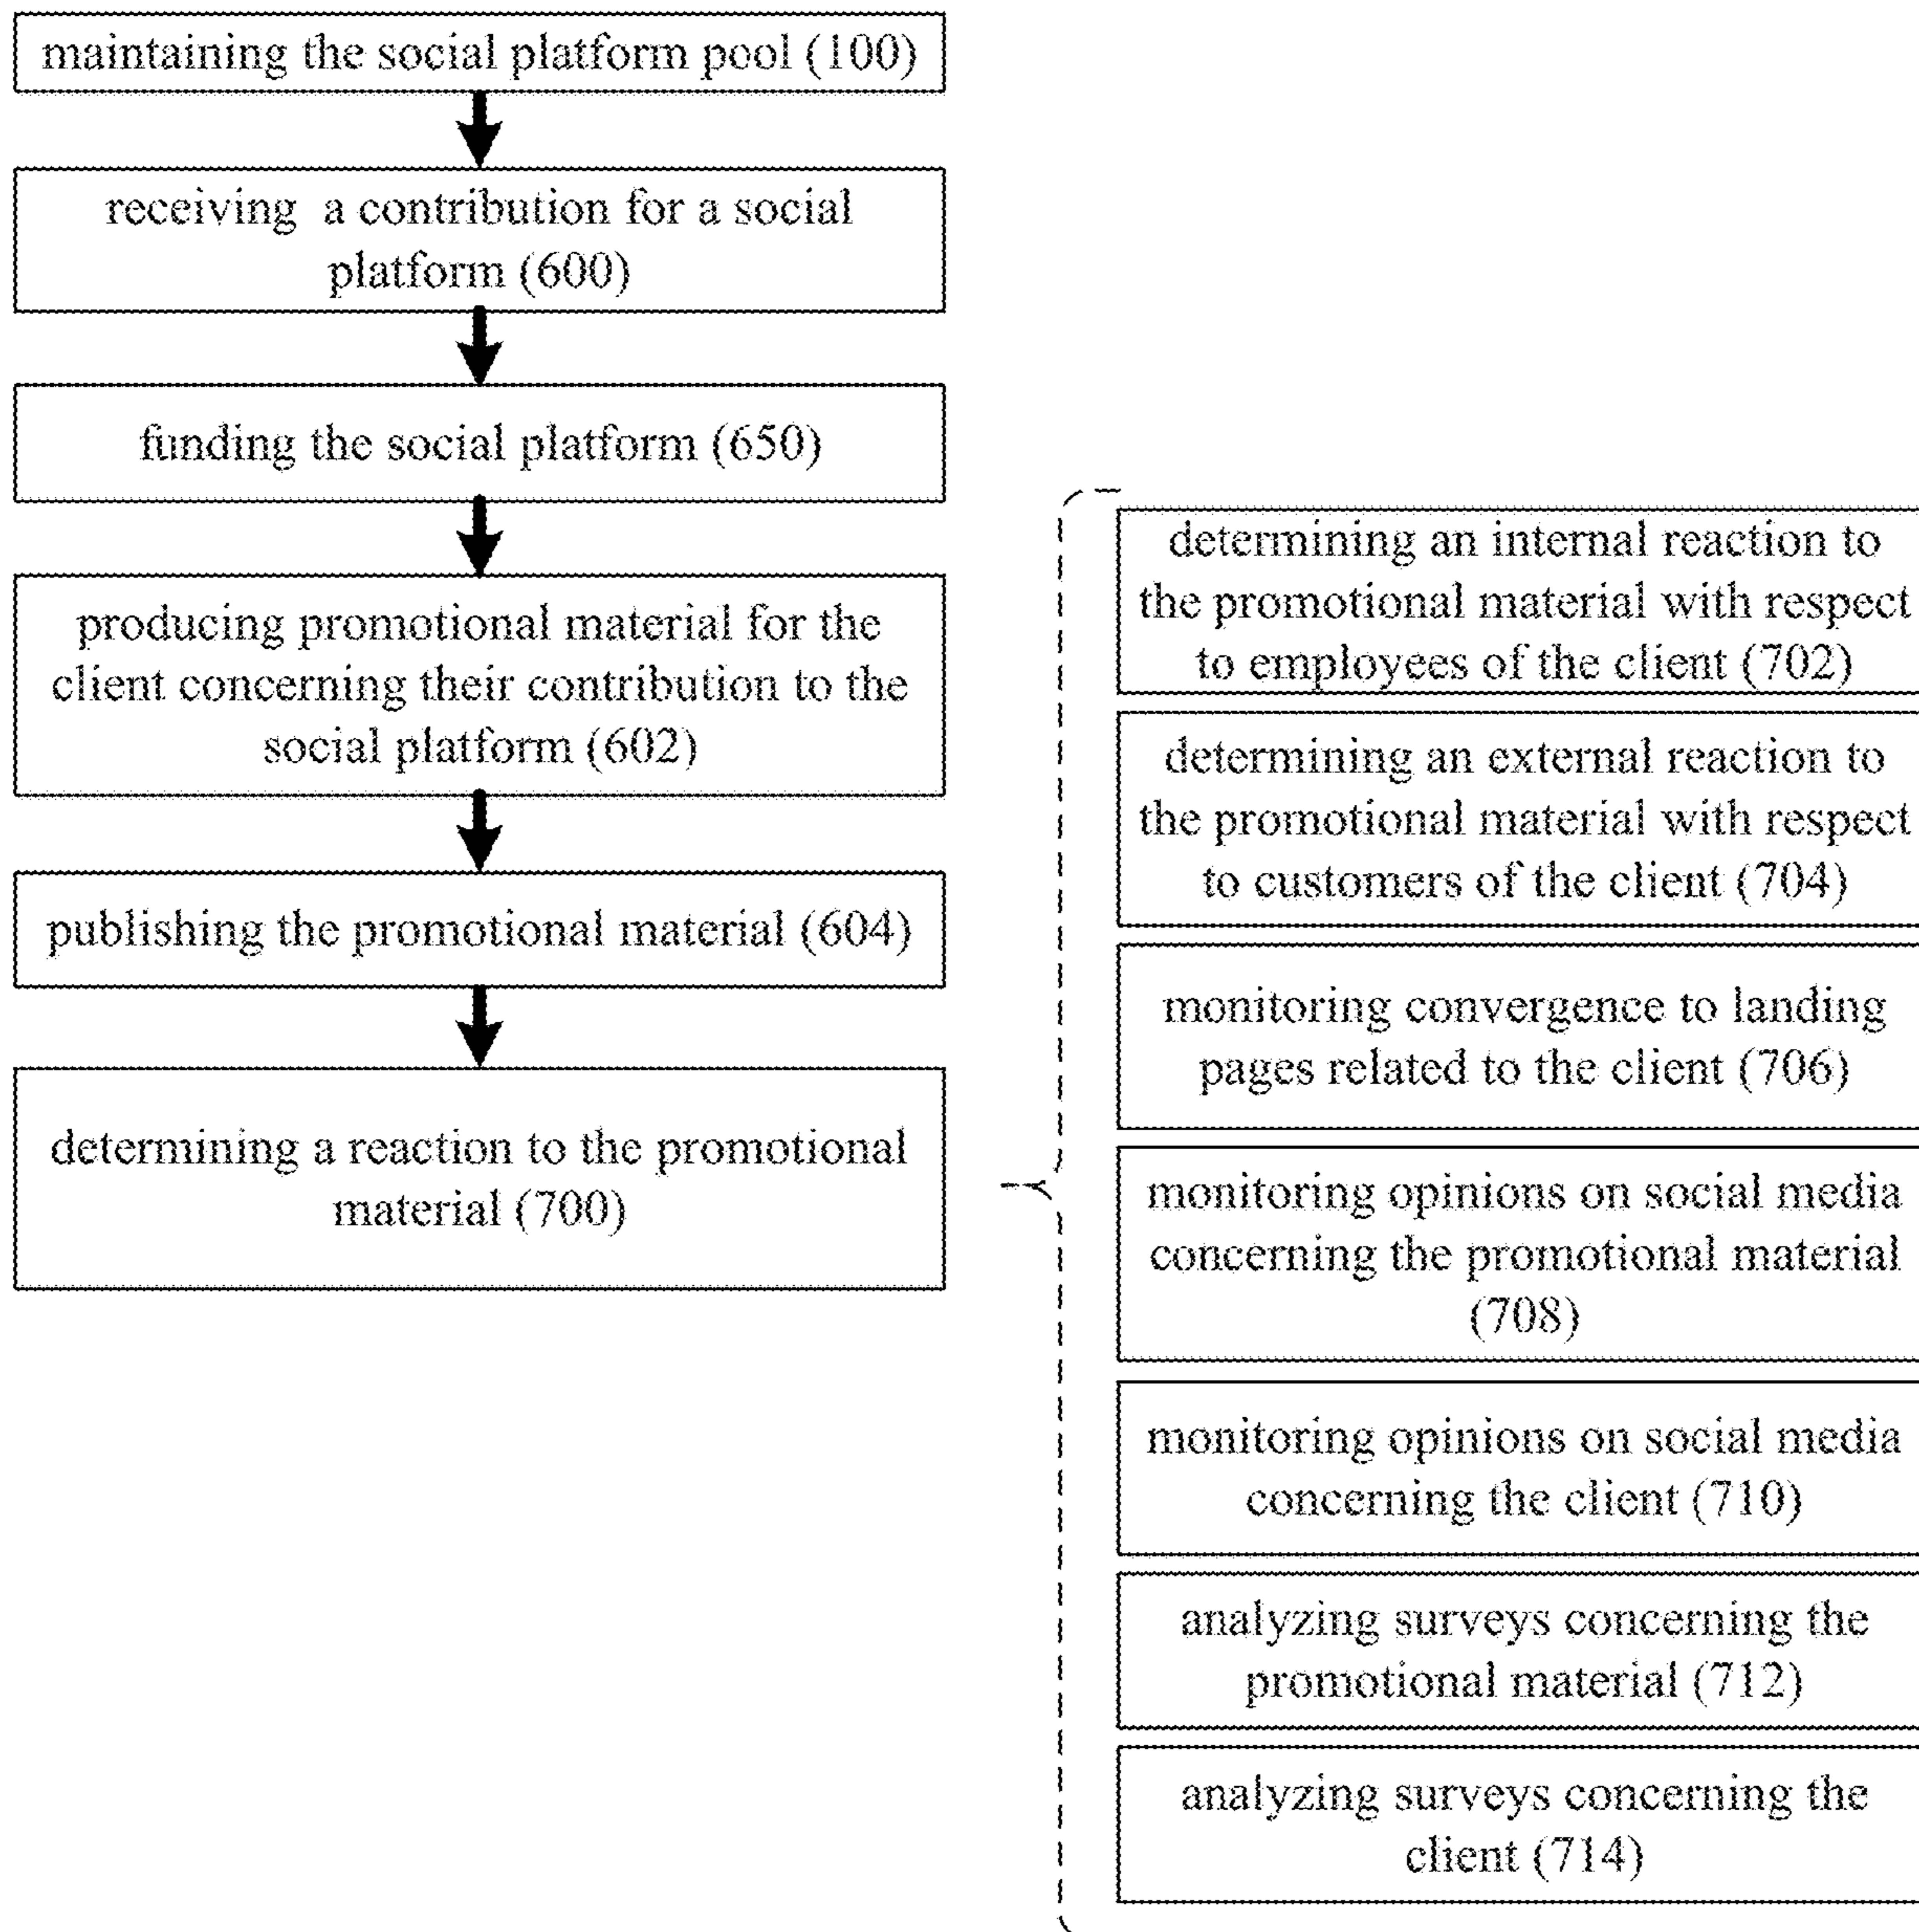 maintaining the social platform pool (100)
receiving a contribution for a social
platform (600)
funding the social platform (650)
producing promotional material for the
client concerning their contribution to the
social platform (602)
publishing the promotional material (604)
determining a reaction to the promotional
material (700)
determining an internal reaction to
the promotional material with respect
to employees of the client (702)
determining an external reaction to
the promotional material with respect
to customers of the client (704)
monitoring convergence to landing
pages related to the client (706)
monitoring opinions on social media
concerning the promotional material
(708)
monitoring opinions on social media
concerning the client (710)
analyzing surveys concerning the
promotional material (712)
analyzing surveys concerning the
client (714)